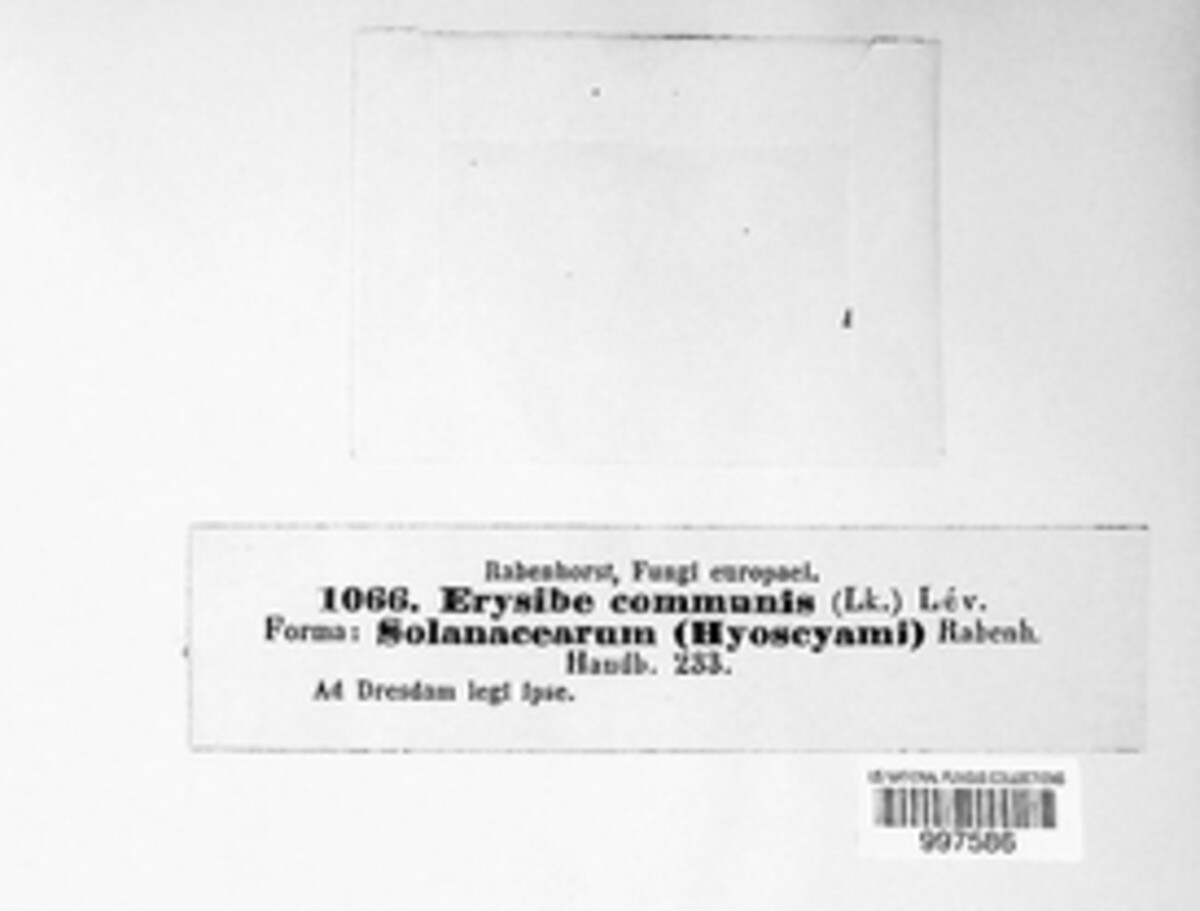 Rabenhorst, Fungi europaei.
1066. Erysibe communis (Lk.) Lév.
Forma: Solanacearum (Hyoscyami) Rabenh.
Handb. 233.
Ad Dresdam legi ipse.
US NATIONAL FUNGUS COLLECTIONS
997586